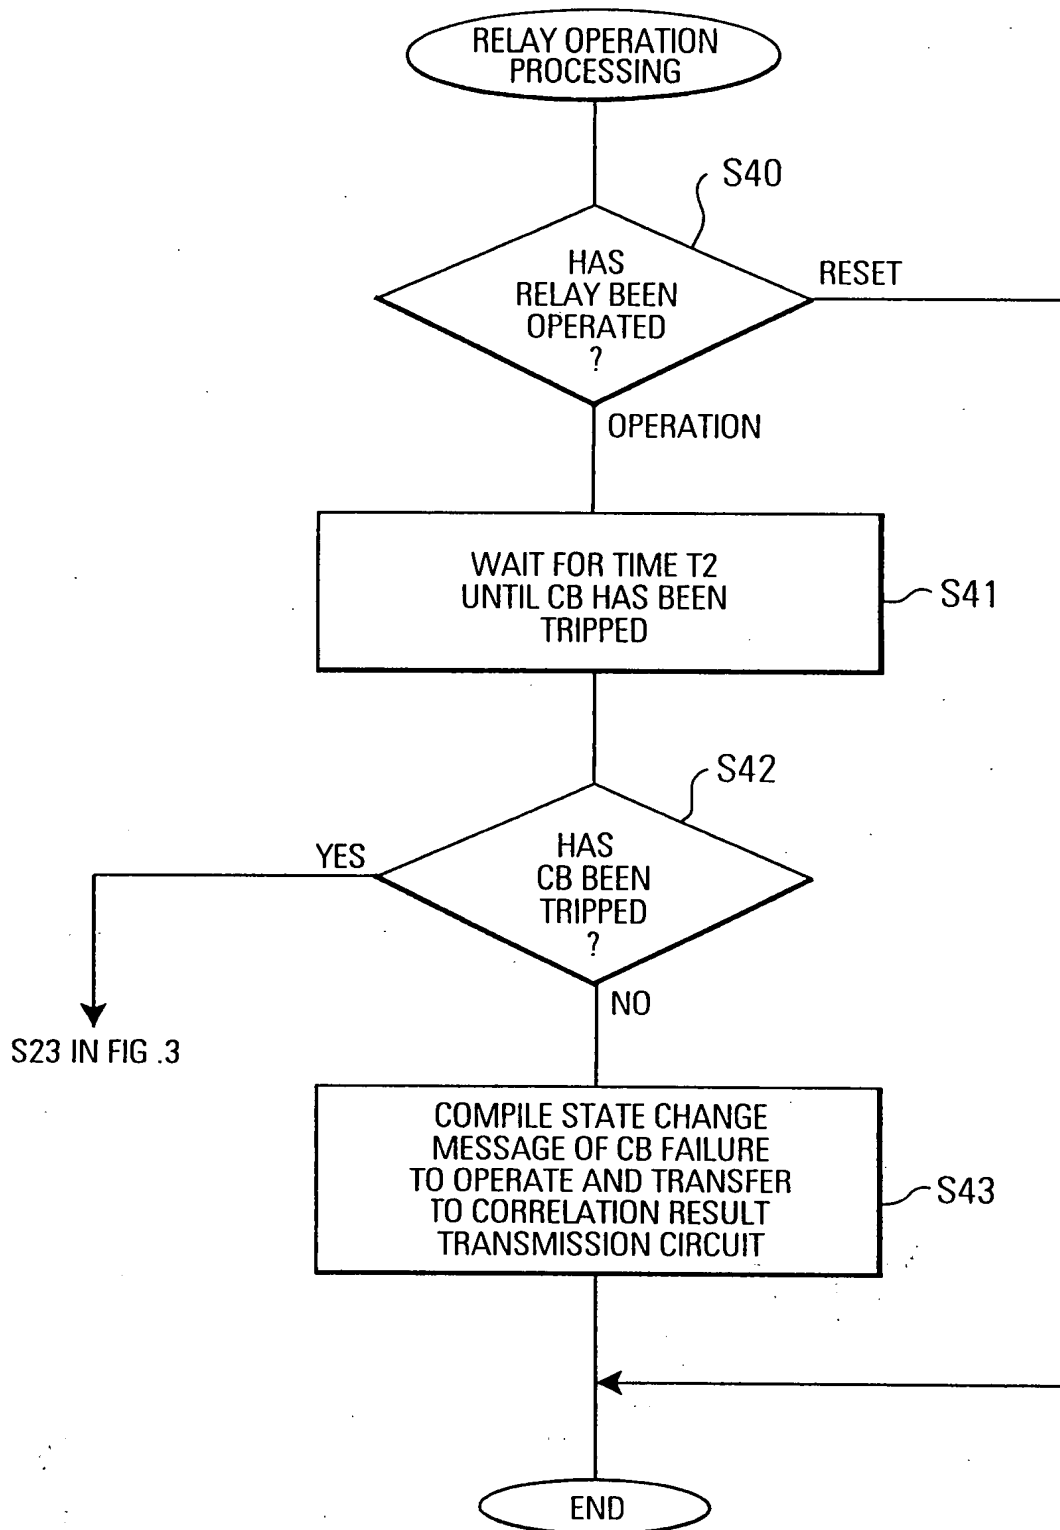 RELAY OPERATION
PROCESSING
S40
HAS
RELAY BEEN
OPERATED
?
RESET
OPERATION
WAIT FOR TIME T2
UNTIL CB HAS BEEN
TRIPPED
S41
S42
YES
HAS
CB BEEN
TRIPPED
?
NO
S23 IN FIG .3
COMPILE STATE CHANGE
MESSAGE OF CB FAILURE
TO OPERATE AND TRANSFER
TO CORRELATION RESULT
TRANSMISSION CIRCUIT
S43
END